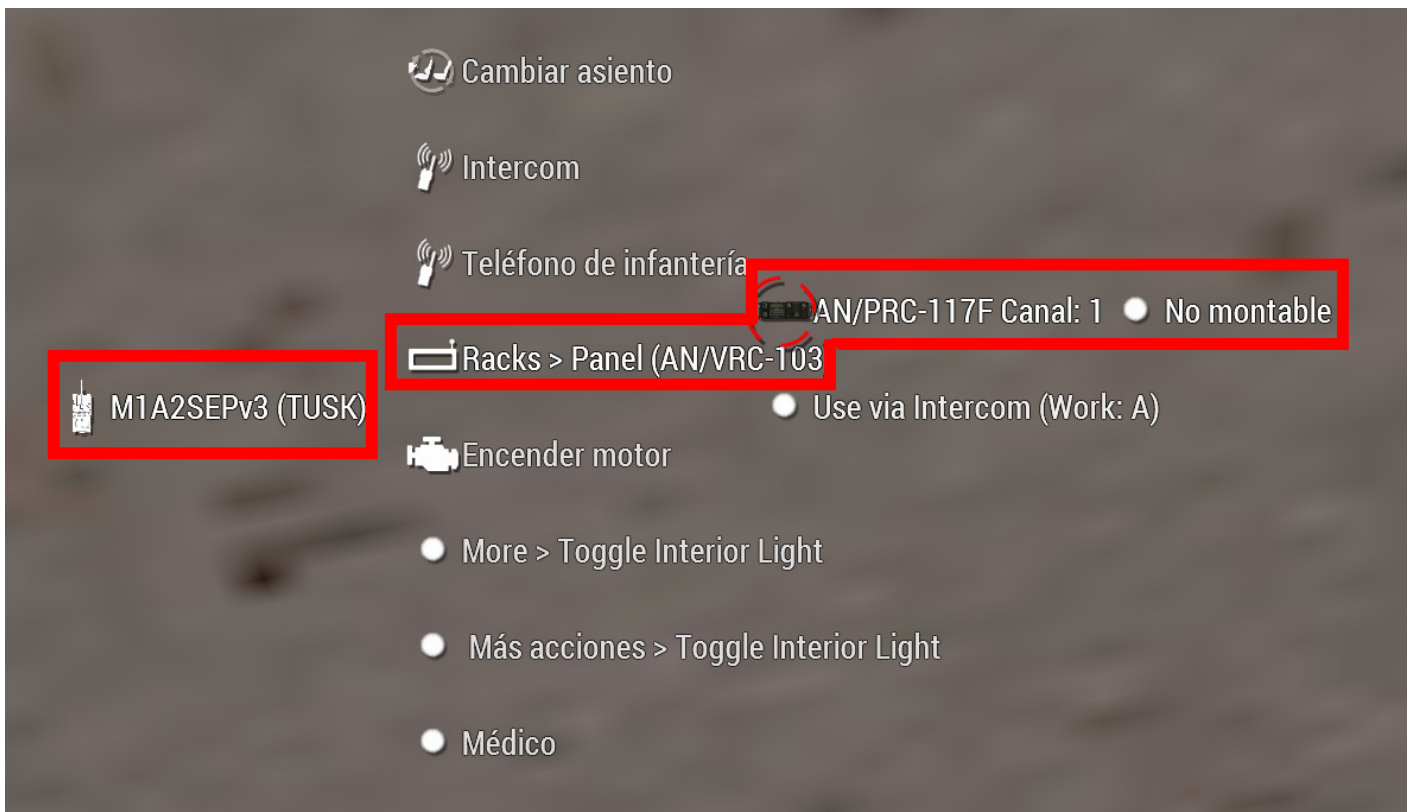 Cambiar asiento
Intercom
Teléfono de infantería
AN/PRC-117F Canal: 1 No montable
Racks > Panel (AN/VRC-103
M1A2SEPv3 (TUSK)
Use via Intercom (Work: A)
Encender motor
More > Toggle Interior Light
Más acciones > Toggle Interior Light
Médico